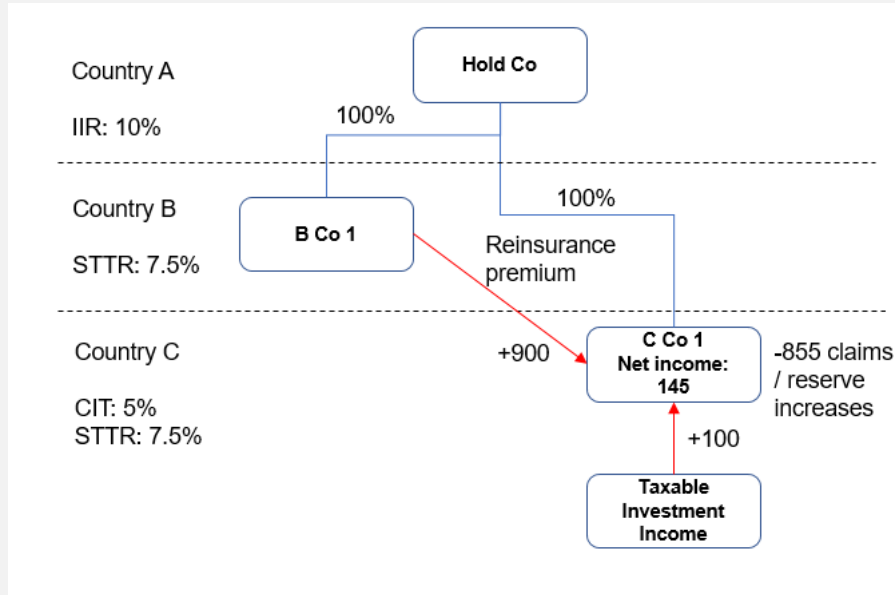 Hold Co
Country A
IIR: 10%
100%
Country B
STTR: 7.5%
B Co 1
100%
Reinsurance
premium
Country C
CIT: 5%
STTR: 7.5%
+900
C Co 1
Net income:
145
-855 claims
/ reserve
increases
+100
Taxable
Investment
Income